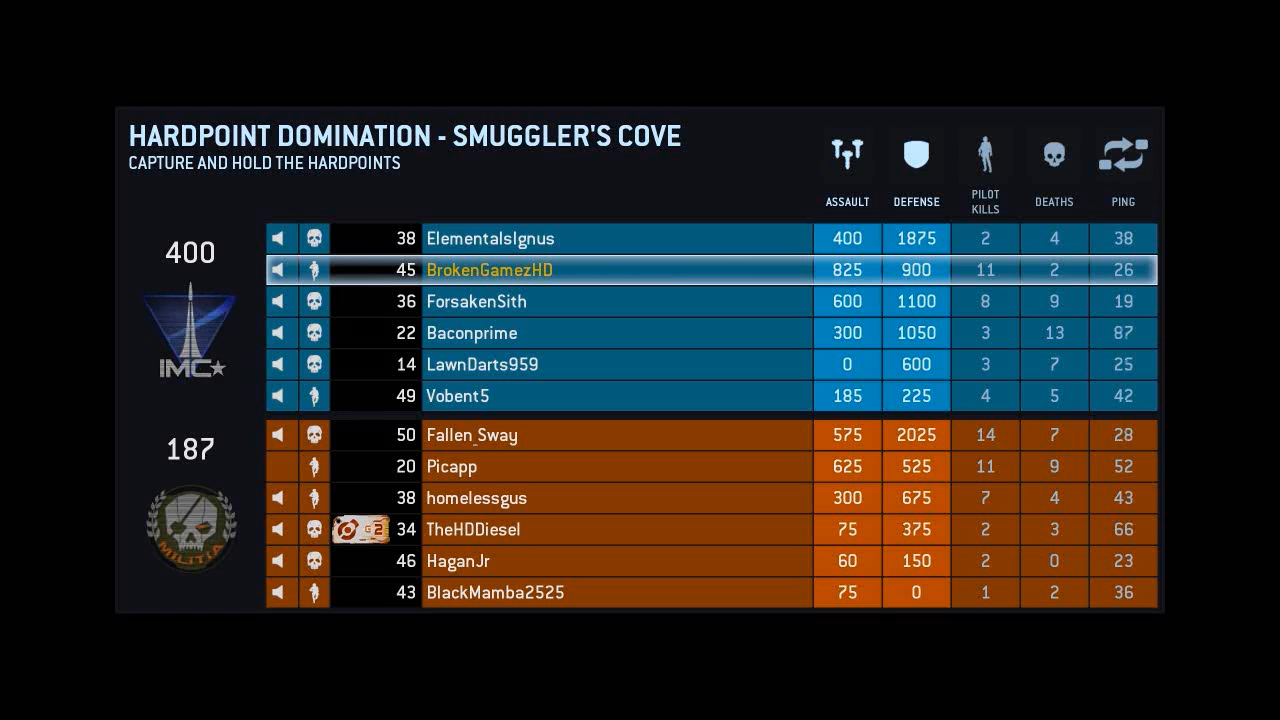 HARDPOINT DOMINATION - SMUGGLER'S COVE
CAPTURE AND HOLD THE HARDPOINTS
ASSAULT DEFENSE PILOT KILLS DEATHS PING
400
IMC
38 ElementalsIgnus 400 1875 2 4 38
45 BrokenGamezHD 825 900 11 2 26
36 ForsakenSith 600 1100 8 9 19
22 Baconprime 300 1050 3 13 87
14 LawnDarts959 0 600 3 7 25
49 Vobent5 185 225 4 5 42
187
MILITIA
50 Fallen_Sway 575 2025 14 7 28
20 Picapp 625 525 11 9 52
38 homelessgus 300 675 7 4 43
G2 34 TheHDDiesel 75 375 2 3 66
46 HaganJr 60 150 2 0 23
43 BlackMamba2525 75 0 1 2 36